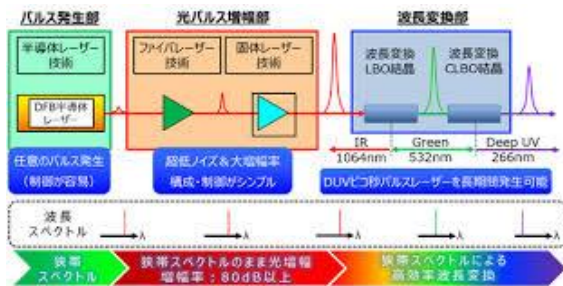 パルス発生部
光パルス増幅部
波長変換部
半導体レーザー
技術
ファイバレーザー
技術
固体レーザー
技術
波長変換
LBO結晶
波長変換
CLBO結晶
DFB半導体
レーザー
IR
1064nm
Green
532nm
Deep UV
266nm
任意のパルス発生
(制御が容易)
超低ノイズ&大増幅率
構成・制御がシンプル
DUVピコ秒パルスレーザーを長期間発生可能
波長
スペクトル
λ
λ
λ
λ
λ
狭帯
スペクトル
狭帯スペクトルのまま光増幅
増幅率:80dB以上
狭帯スペクトルによる
高効率波長変換